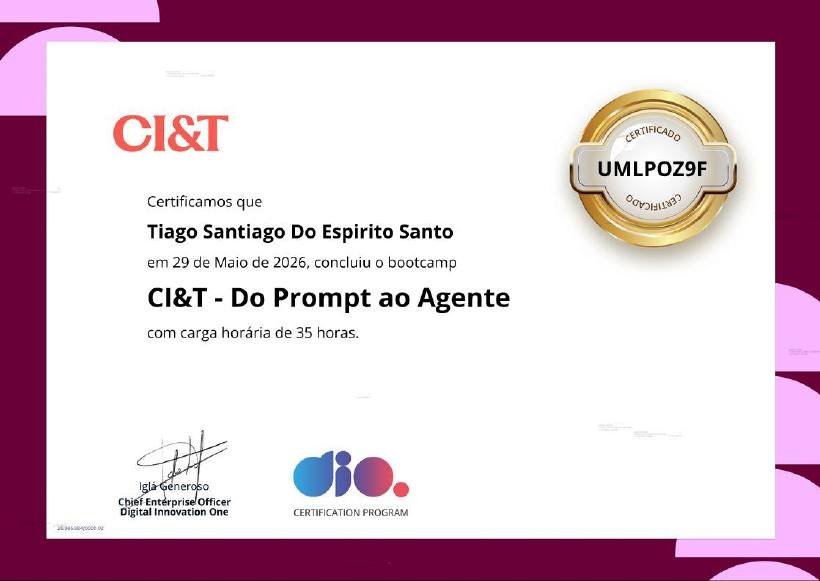 CI&T
CERTIFICADO
UMLPOZ9F
CERTIFICADO
Certificamos que
Tiago Santiago Do Espirito Santo
em 29 de Maio de 2026, concluiu o bootcamp
CI&T - Do Prompt ao Agente
com carga horária de 35 horas.
Iglá Generoso
Chief Enterprise Officer
Digital Innovation One
dio.
CERTIFICATION PROGRAM